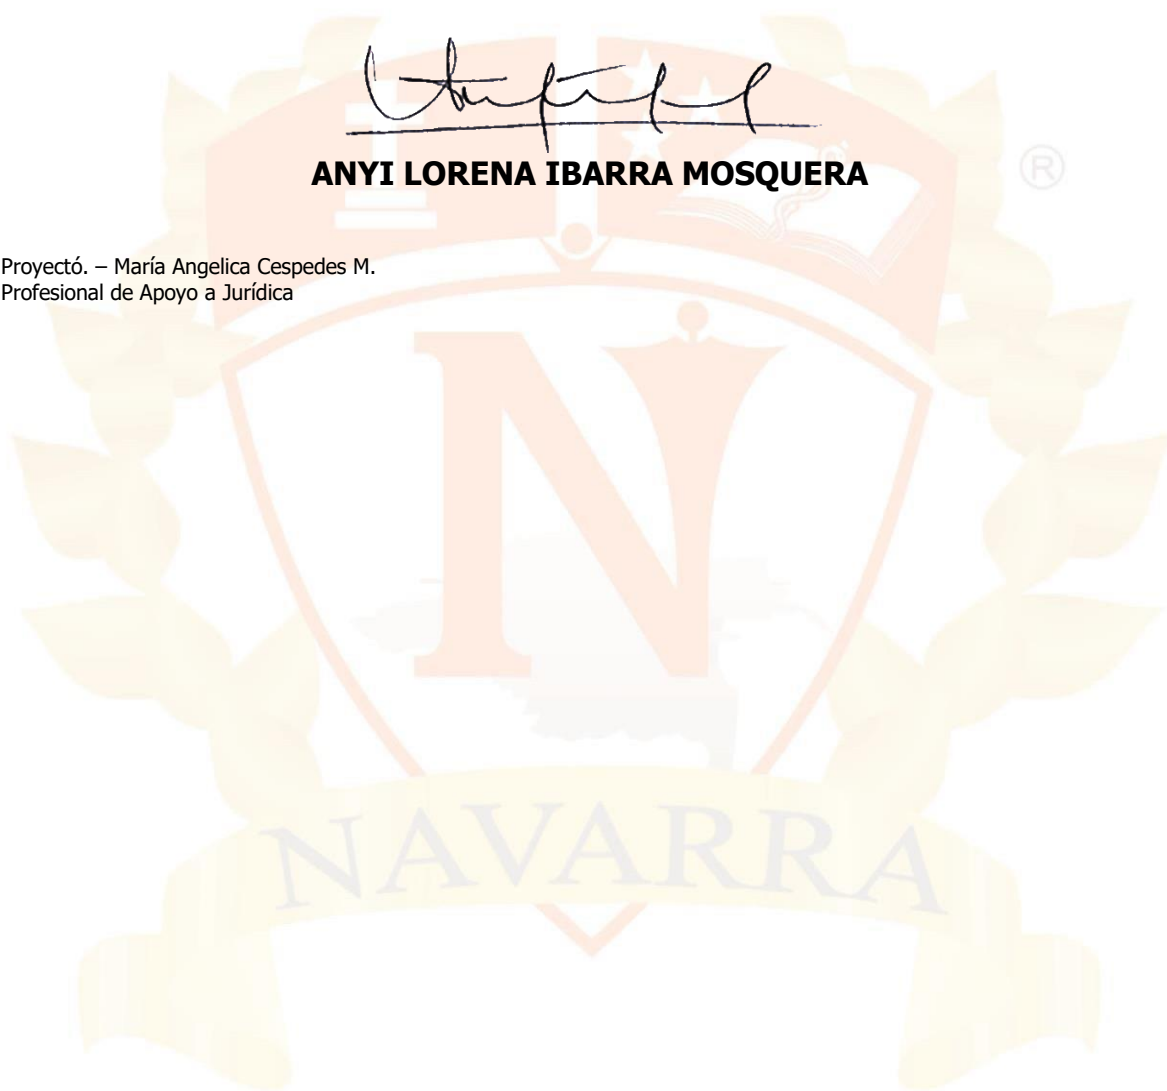 ANYI LORENA IBARRA MOSQUERA
®
Proyectó. – María Angelica Cespedes M.
Profesional de Apoyo a Jurídica
N
NAVARRA